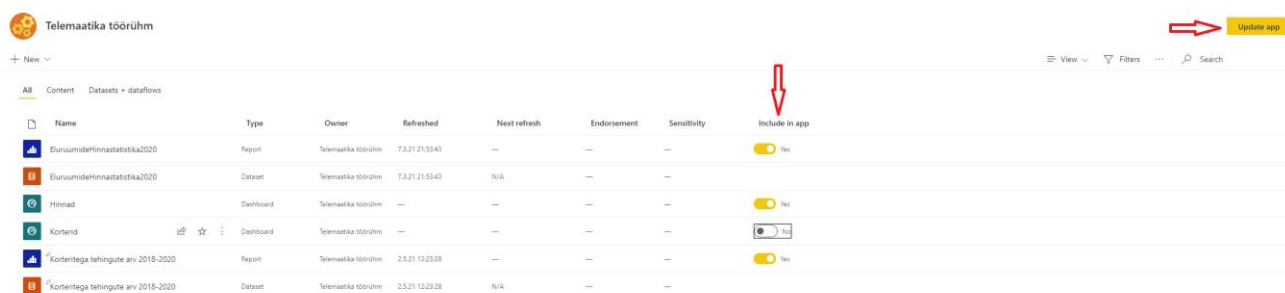 Telemaatika töörühm
Update app
+ New
View Filters ... Search
All Content Datasets + dataflows
Name Type Owner Refreshed Next refresh Endorsement Sensitivity Include in app
EluruumideHinnastatistika2020 Report Telemaatika töörühm 7.3.21 21:53:43 — — — Yes
EluruumideHinnastatistika2020 Dataset Telemaatika töörühm 7.3.21 21:53:43 N/A — —
Hinnad Dashboard Telemaatika töörühm — — — — Yes
Korterid Dashboard Telemaatika töörühm — — — — No
Korteritega tehingute arv 2018-2020 Report Telemaatika töörühm 2.5.21 12:23:28 — — — Yes
Korteritega tehingute arv 2018-2020 Dataset Telemaatika töörühm 2.5.21 12:23:28 N/A — —